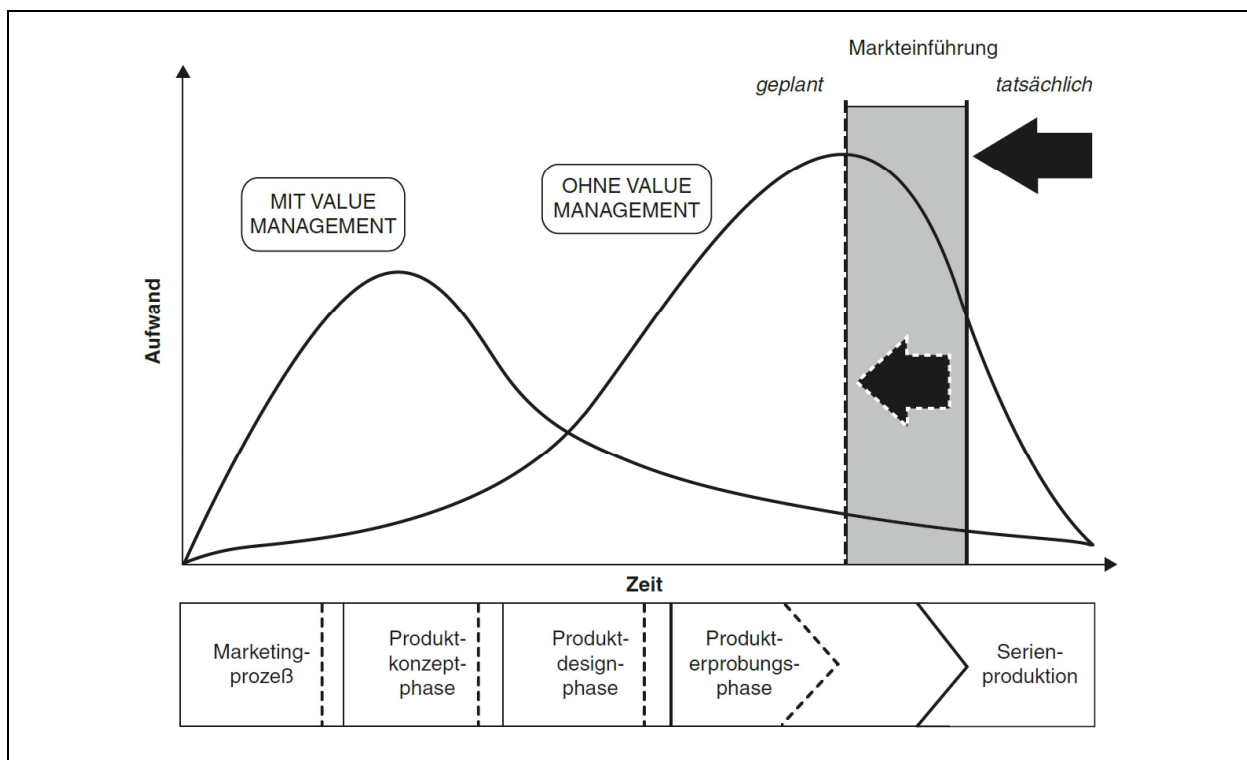 Markteinführung
geplant
tatsächlich
MIT VALUE
MANAGEMENT
OHNE VALUE
MANAGEMENT
Aufwand
Zeit
Marketing-
prozeß
Produkt-
konzept-
phase
Produkt-
design-
phase
Produkt-
erprobungs-
phase
Serien-
produktion